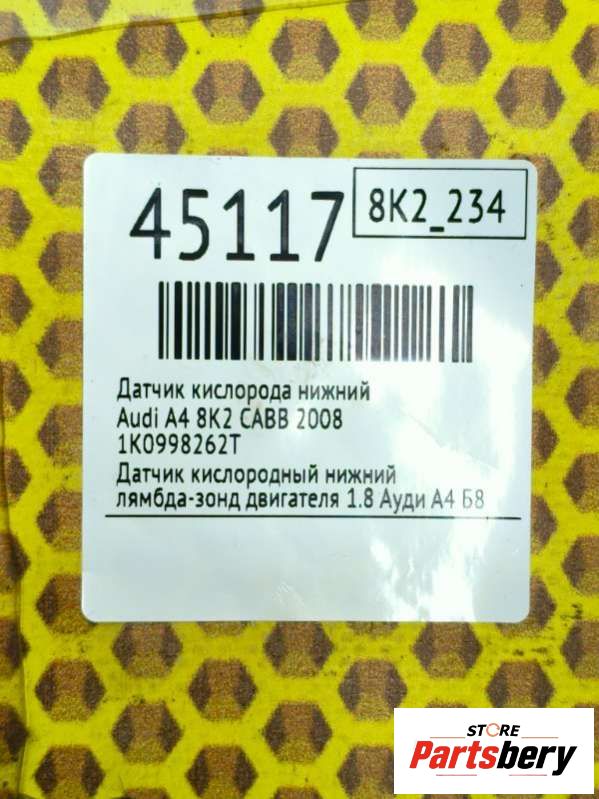 45117
8K2_234
Датчик кислорода нижний
Audi A4 8K2 CABB 2008
1K0998262T
Датчик кислородный нижний
лямбда-зонд двигателя 1.8 Ауди А4 Б8
STORE
Partsbery